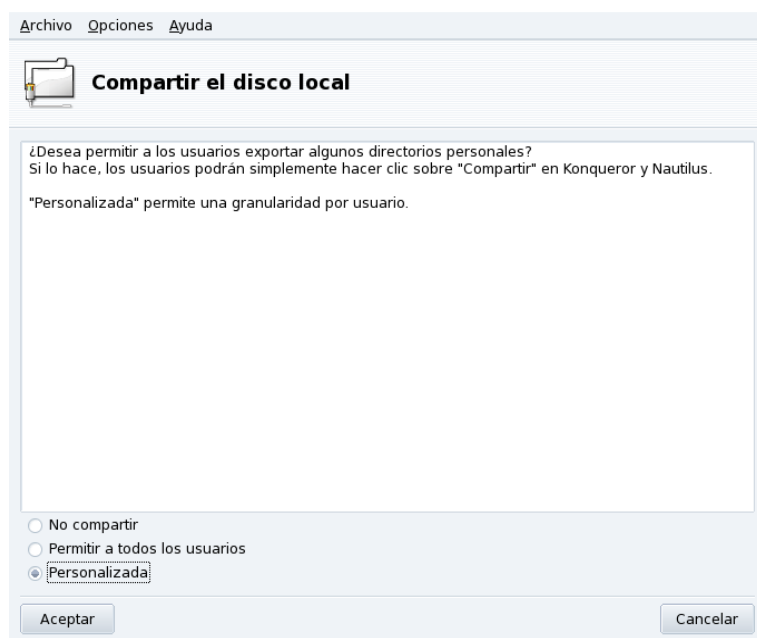 Archivo Opciones Ayuda
Compartir el disco local
¿Desea permitir a los usuarios exportar algunos directorios personales?
Si lo hace, los usuarios podrán simplemente hacer clic sobre "Compartir" en Konqueror y Nautilus.
"Personalizada" permite una granularidad por usuario.
No compartir
Permitir a todos los usuarios
Personalizada
Aceptar Cancelar